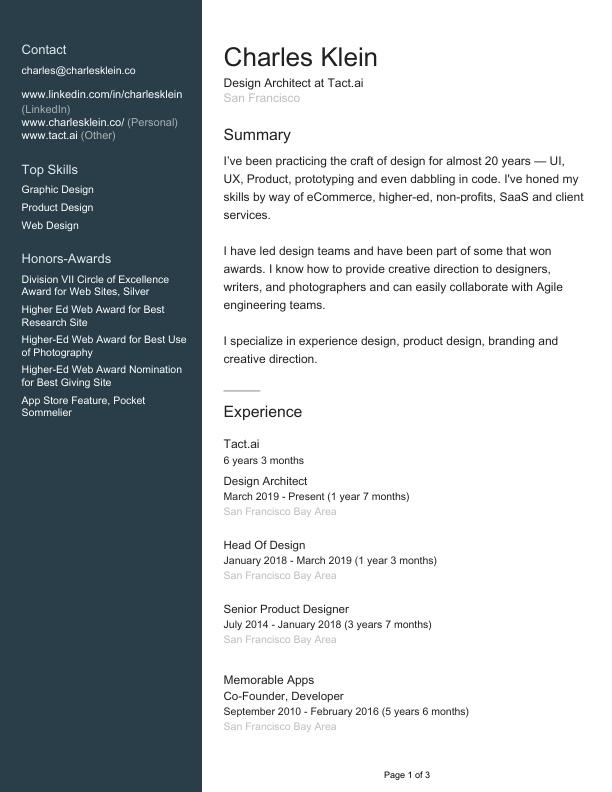 Contact
charles@charlesklein.co
www.linkedin.com/in/charlesklein
(LinkedIn)
www.charlesklein.co/ (Personal)
www.tact.ai (Other)
Top Skills
Graphic Design
Product Design
Web Design
Honors-Awards
Division VII Circle of Excellence
Award for Web Sites, Silver
Higher Ed Web Award for Best
Research Site
Higher-Ed Web Award for Best Use
of Photography
Higher-Ed Web Award Nomination
for Best Giving Site
App Store Feature, Pocket
Sommelier
Charles Klein
Design Architect at Tact.ai
San Francisco
Summary
I've been practicing the craft of design for almost 20 years — UI,
UX, Product, prototyping and even dabbling in code. I've honed my
skills by way of eCommerce, higher-ed, non-profits, SaaS and client
services.
I have led design teams and have been part of some that won
awards. I know how to provide creative direction to designers,
writers, and photographers and can easily collaborate with Agile
engineering teams.
I specialize in experience design, product design, branding and
creative direction.
Experience
Tact.ai
6 years 3 months
Design Architect
March 2019 - Present (1 year 7 months)
San Francisco Bay Area
Head Of Design
January 2018 - March 2019 (1 year 3 months)
San Francisco Bay Area
Senior Product Designer
July 2014 - January 2018 (3 years 7 months)
San Francisco Bay Area
Memorable Apps
Co-Founder, Developer
September 2010 - February 2016 (5 years 6 months)
San Francisco Bay Area
Page 1 of 3